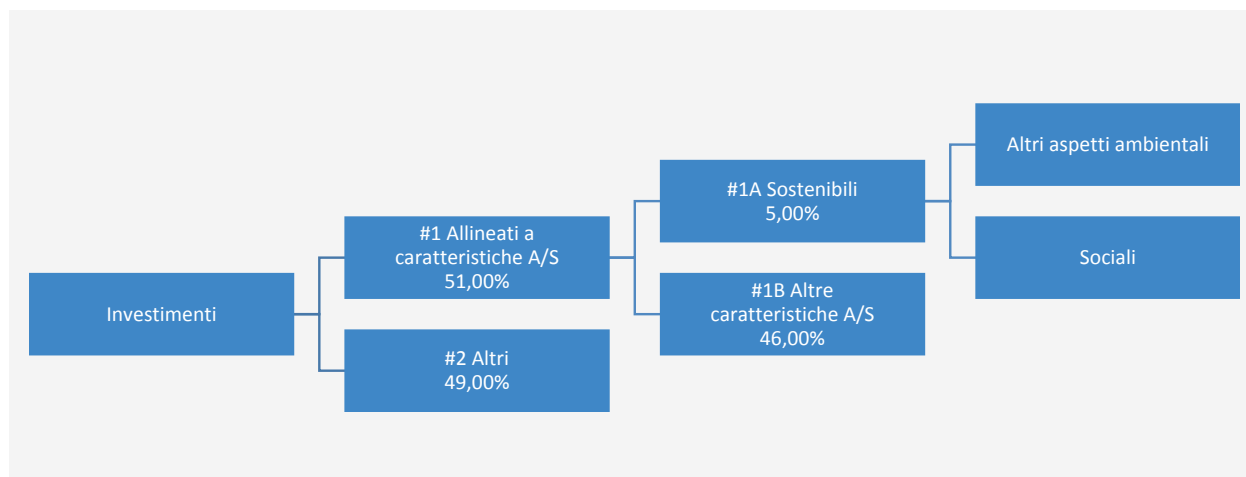 Investimenti
#1 Allineati a
caratteristiche A/S
51,00%
#2 Altri
49,00%
#1A Sostenibili
5,00%
#1B Altre
caratteristiche A/S
46,00%
Altri aspetti ambientali
Sociali